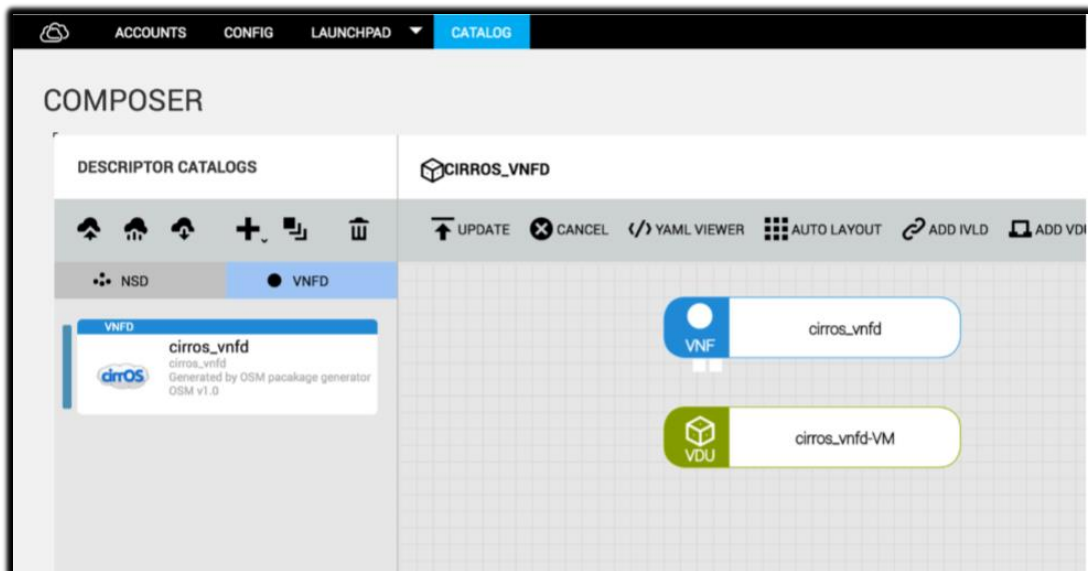 ACCOUNTS CONFIG LAUNCHPAD CATALOG
COMPOSER
DESCRIPTOR CATALOGS
CIRROS_VNFD
UPDATE CANCEL </> YAML VIEWER AUTO LAYOUT ADD IVLD ADD VDU
NSD VNFD
VNFD
cirros_vnfd
cirros_vnfd
cirrOS
Generated by OSM pacakage generator
OSM v1.0
VNF
cirros_vnfd
VDU
cirros_vnfd-VM